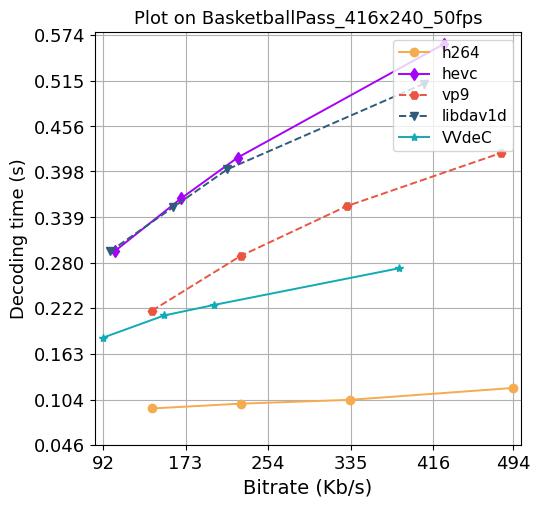 Plot on BasketballPass_416x240_50fps
0.574
0.515
0.456
0.398
0.339
0.280
0.222
0.163
0.104
0.046
Decoding time (s)
h264
hevc
vp9
libdav1d
VVdeC
92 173 254 335 416 494
Bitrate (Kb/s)